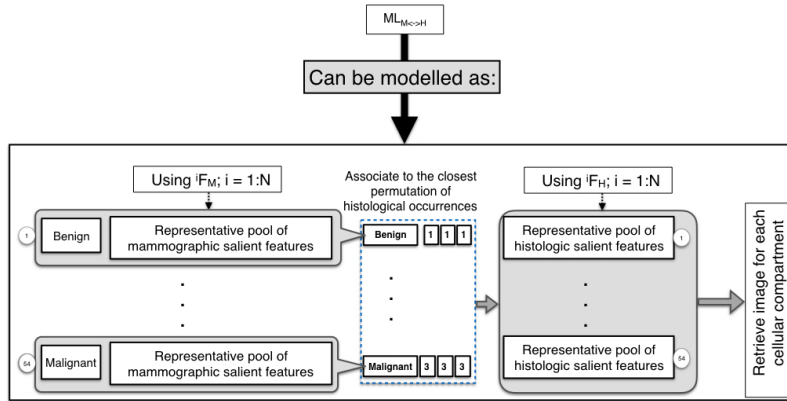 ML M<->H
Can be modelled as:
Using iFM; i = 1:N
Associate to the closest
permutation of
histological occurrences
Using iFH; i = 1:N
1
Benign
Representative pool of
mammographic salient features
Benign
1 1 1
Representative pool of
histologic salient features
1
.
.
.
.
.
.
.
.
.
.
.
.
54
Malignant
Representative pool of
mammographic salient features
Malignant
3 3 3
Representative pool of
histologic salient features
54
Retrieve image for each
cellular compartment